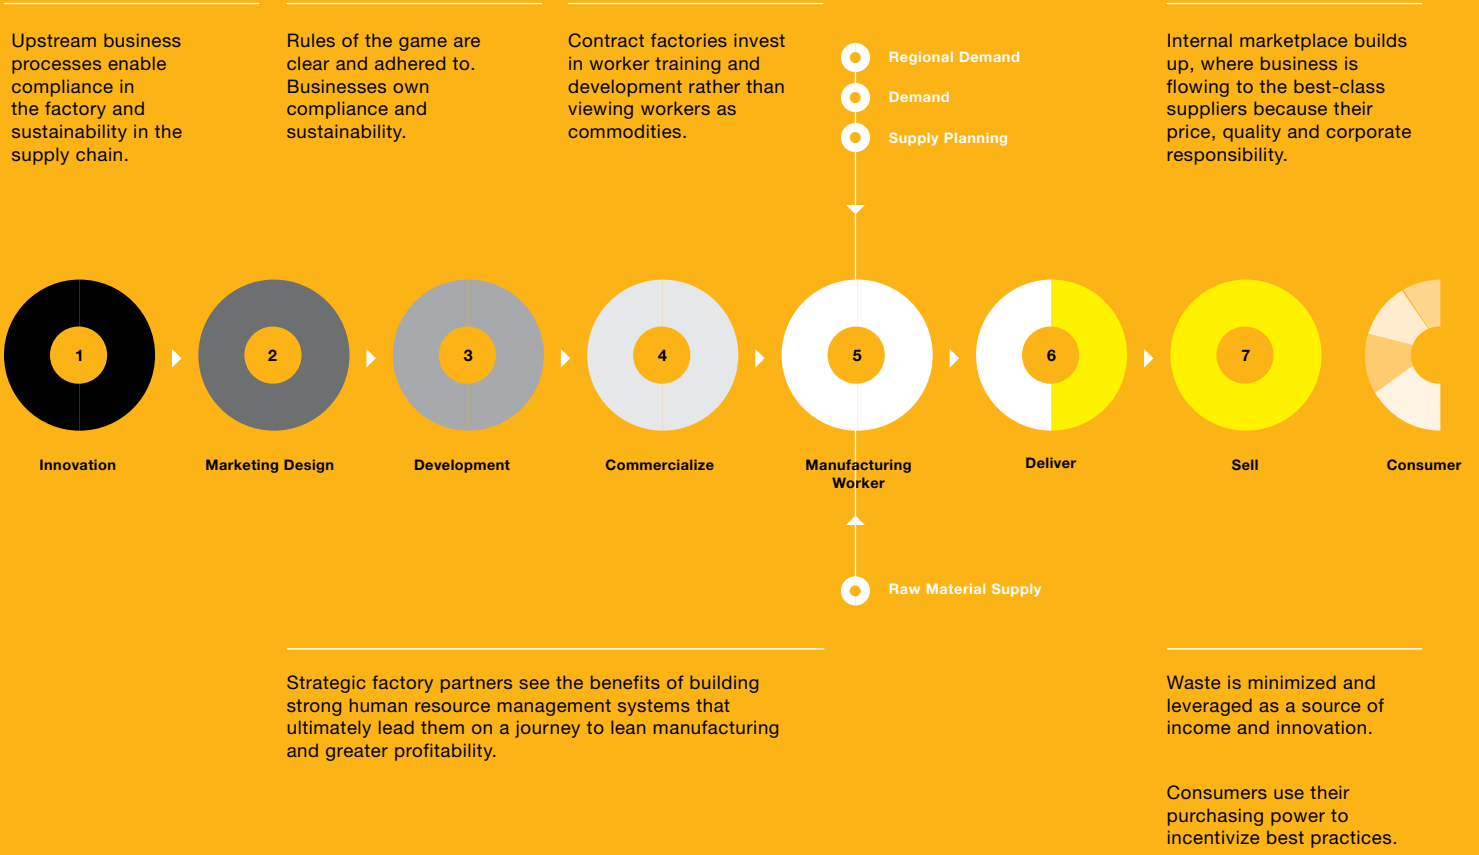 Upstream business
processes enable
compliance in
the factory and
sustainability in the
supply chain.
Rules of the game are
clear and adhered to.
Businesses own
compliance and
sustainability.
Contract factories invest
in worker training and
development rather than
viewing workers as
commodities.
Regional Demand
Demand
Supply Planning
Internal marketplace builds
up, where business is
flowing to the best-class
suppliers because their
price, quality and corporate
responsibility.
1
2
3
4
5
6
7
Innovation
Marketing Design
Development
Commercialize
Manufacturing
Worker
Deliver
Sell
Consumer
Raw Material Supply
Strategic factory partners see the benefits of building
strong human resource management systems that
ultimately lead them on a journey to lean manufacturing
and greater profitability.
Waste is minimized and
leveraged as a source of
income and innovation.
Consumers use their
purchasing power to
incentivize best practices.